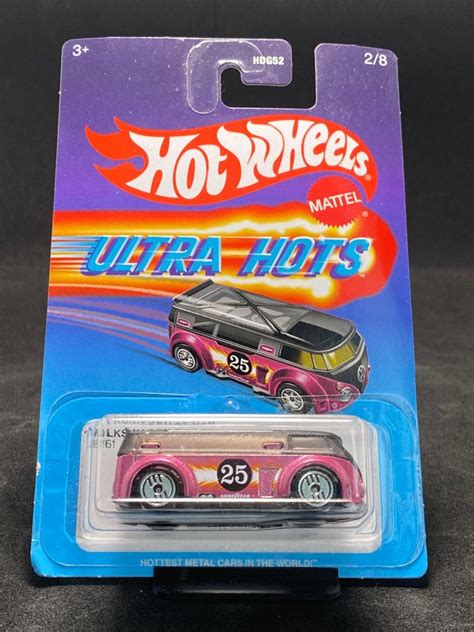 3+
HDG52
2/8
HOT WHEELS
MATTEL
ULTRA HOTS
25
25
GOODYEAR
HOTTEST METAL CARS IN THE WORLD!